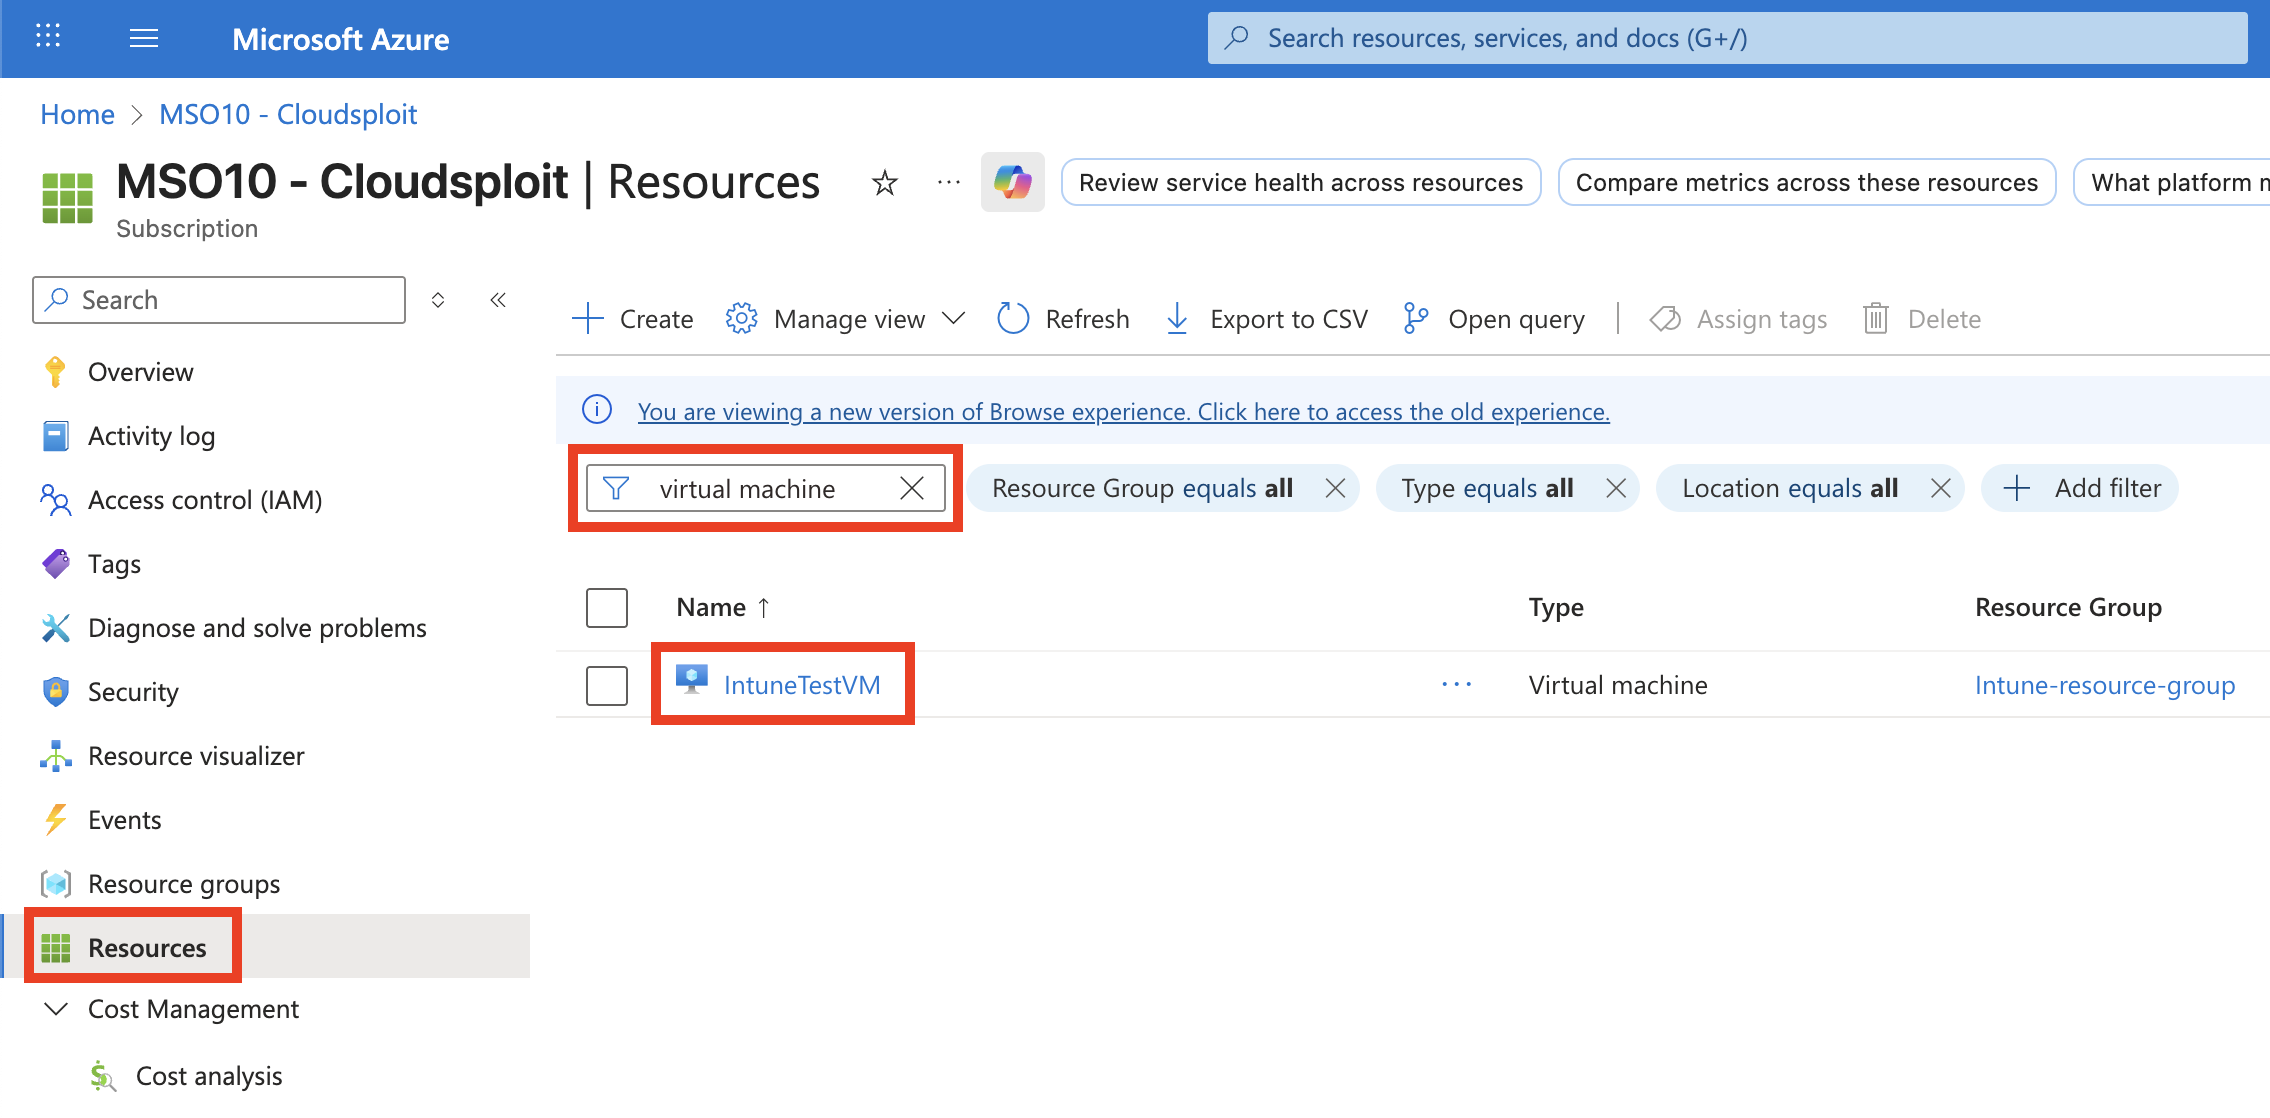 Microsoft Azure
Search resources, services, and docs (G+/)
Home > MSO10 - Cloudsploit
MSO10 - Cloudsploit | Resources
Subscription
Review service health across resources
Compare metrics across these resources
What platform
Search
Overview
Activity log
Access control (IAM)
Tags
Diagnose and solve problems
Security
Resource visualizer
Events
Resource groups
Resources
Cost Management
Cost analysis
Create Manage view Refresh Export to CSV Open query | Assign tags Delete
You are viewing a new version of Browse experience. Click here to access the old experience.
virtual machine Resource Group equals all Type equals all Location equals all Add filter
Name ↑ Type Resource Group
IntuneTestVM ... Virtual machine Intune-resource-group